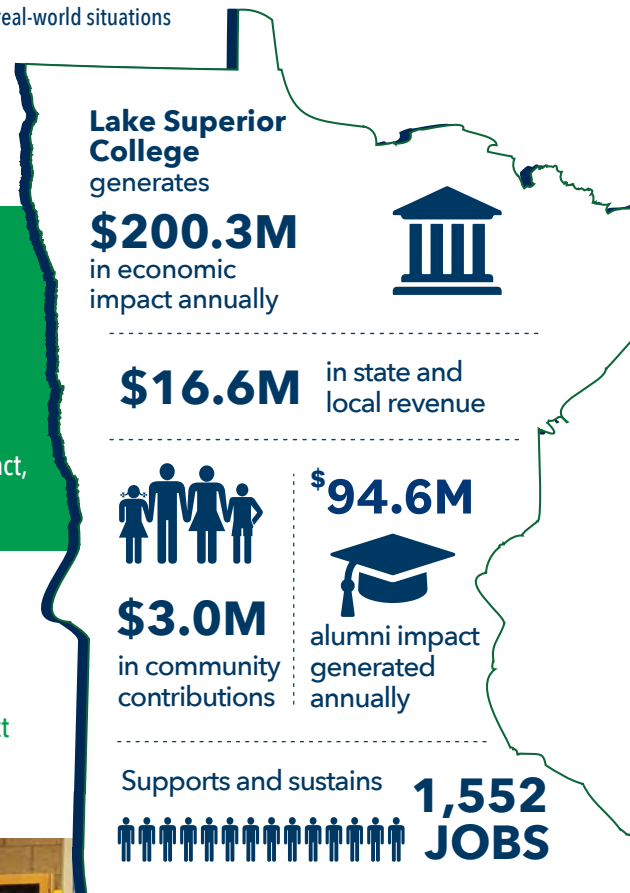 real-world situations
Lake Superior
College
generates
$200.3M
in economic
impact annually
$16.6M
in state and
local revenue
$3.0M
in community
contributions
$94.6M
alumni impact
generated
annually
Supports and sustains
1,552
JOBS